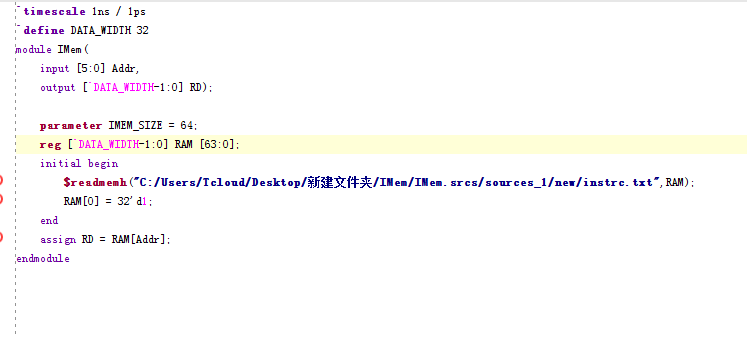 `timescale 1ns / 1ps
`define DATA_WIDTH 32
module IMem(
input [5:0] Addr,
output [`DATA_WIDTH-1:0] RD);
parameter IMEM_SIZE = 64;
reg [`DATA_WIDTH-1:0] RAM [63:0];
initial begin
$readmemh("C:/Users/Tcloud/Desktop/新建文件夹/IMem/IMem.srcs/sources_1/new/instrc.txt",RAM);
RAM[0] = 32'd1;
end
assign RD = RAM[Addr];
endmodule